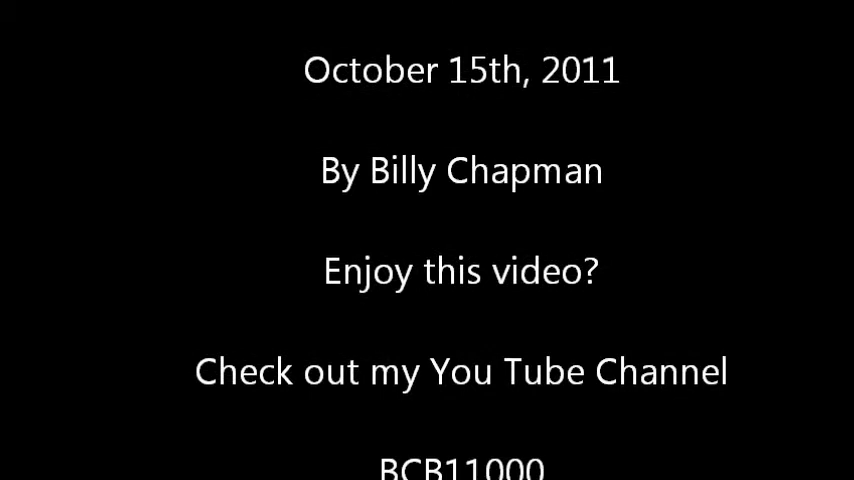 October 15th, 2011
By Billy Chapman
Enjoy this video?
Check out my You Tube Channel
BCB11000